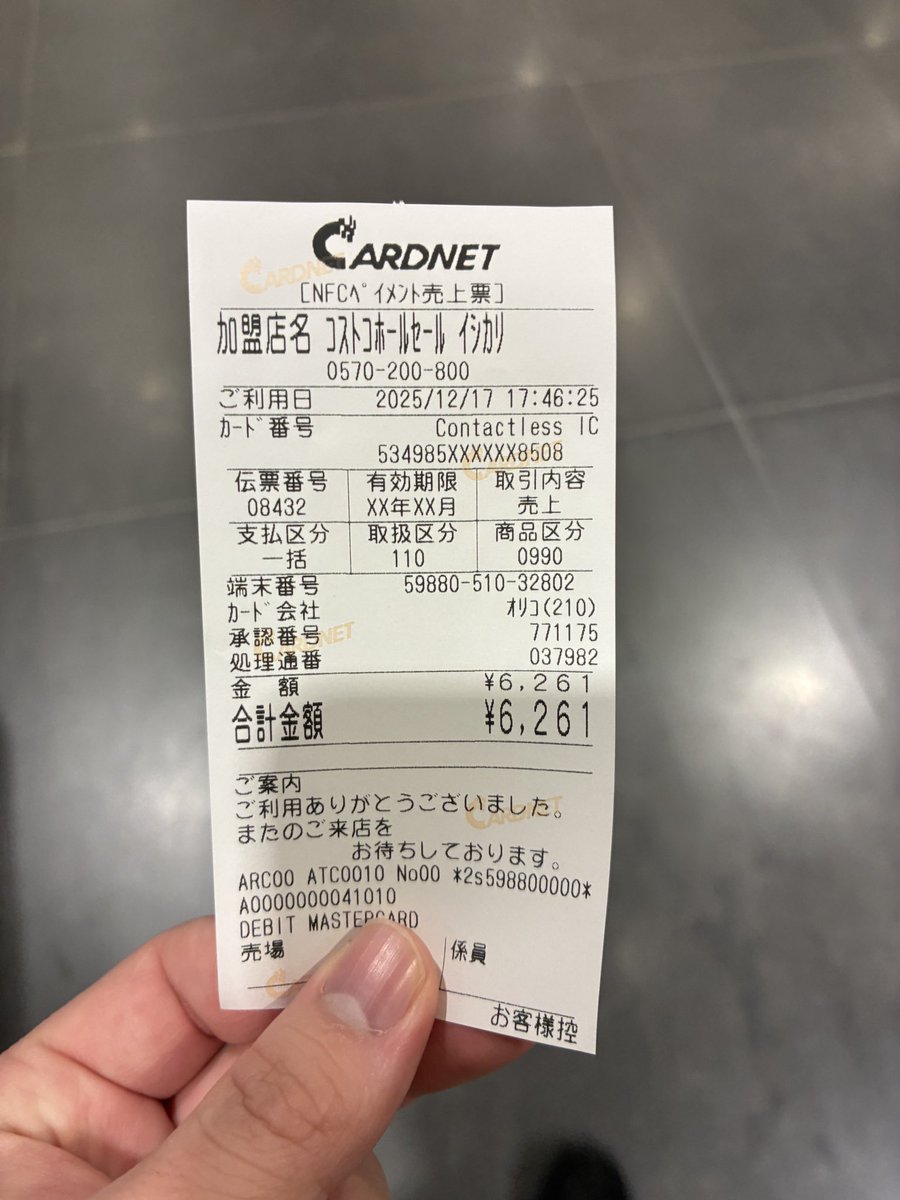 CARDNET
[NFCペイメント売上票]
加盟店名 コストコホールセール イシカリ
0570-200-800
ご利用日 2025/12/17 17:46:25
カード番号 Contactless IC
534985XXXXXX8508
伝票番号 有効期限 取引内容
08432 XX年XX月 売上
支払区分 取扱区分 商品区分
一括 110 0990
端末番号 59880-510-32802
カード会社 オリコ(210)
承認番号 771175
処理通番 037982
金 額 ¥6,261
合計金額 ¥6,261
ご案内
ご利用ありがとうございました。
またのご来店を
お待ちしております。
ARC00 ATC0010 No00 *2s598800000*
A0000000041010
DEBIT MASTERCARD
売場 係員
お客様控